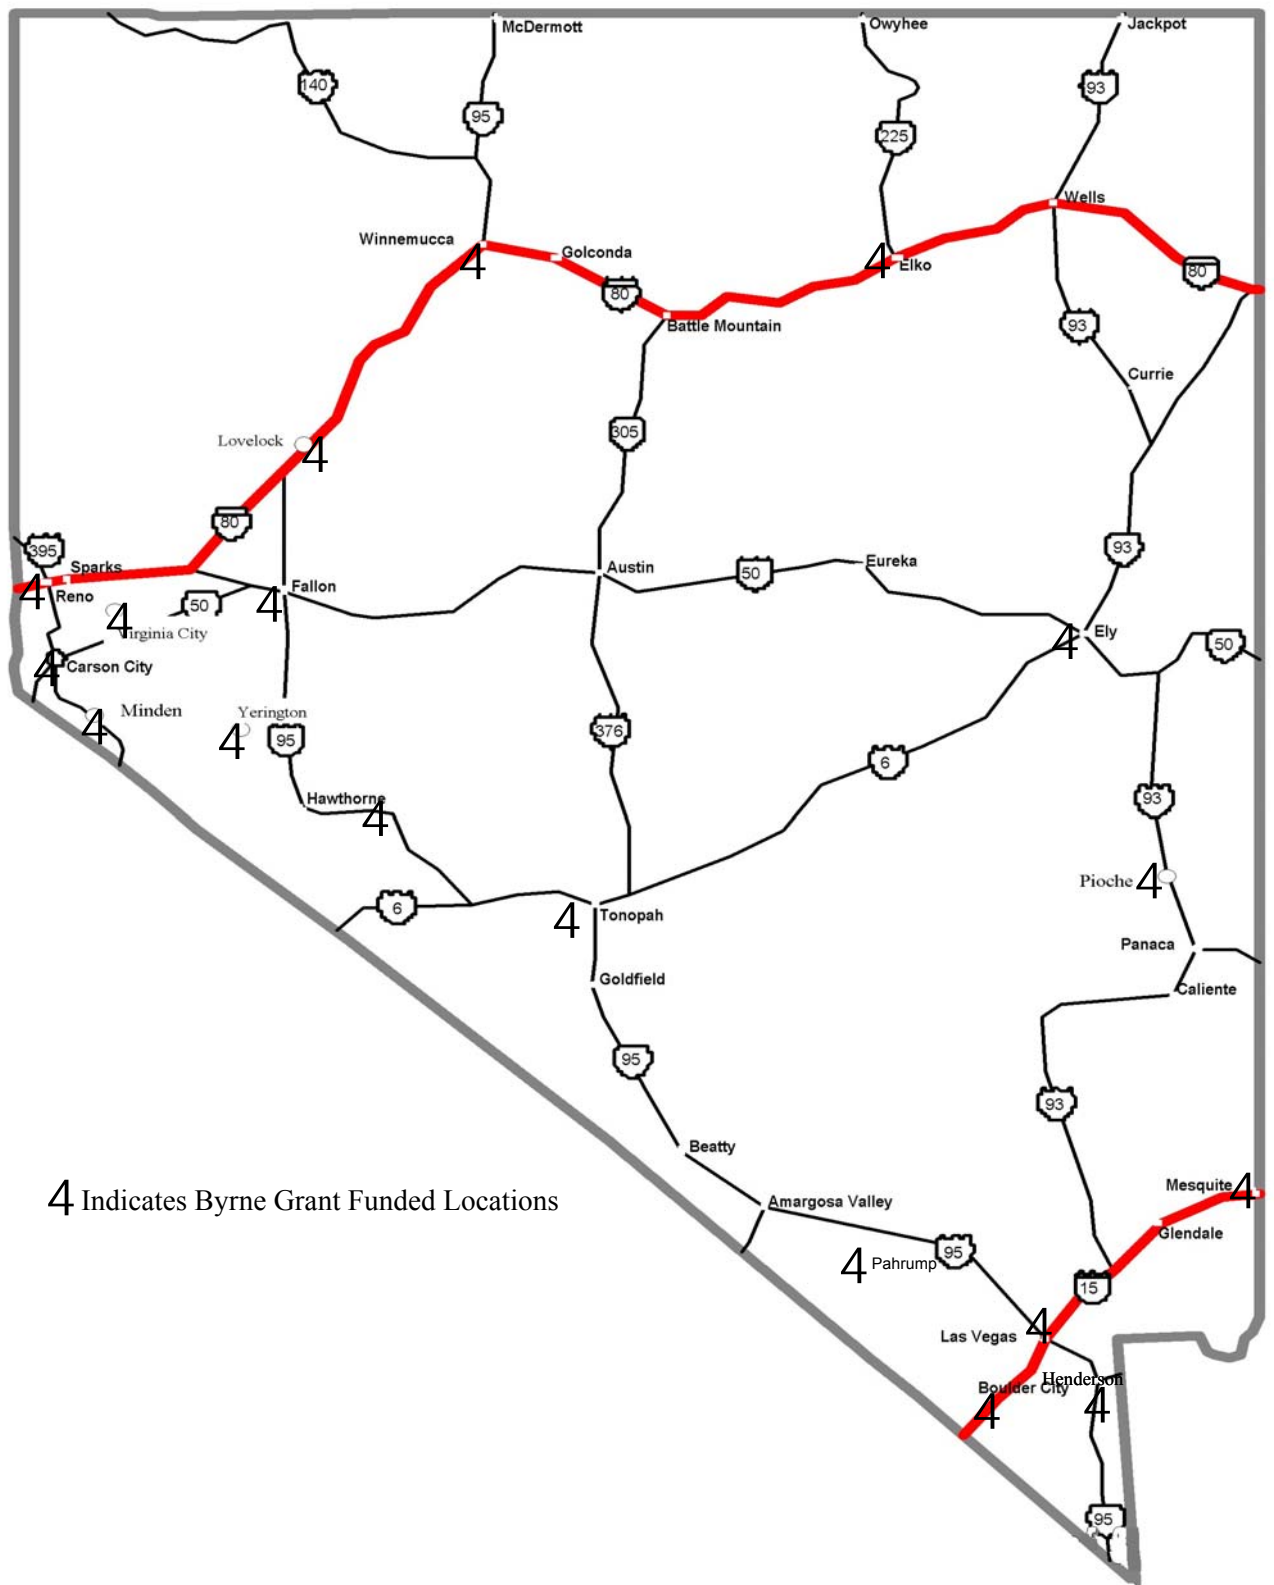 McDermott
Owyhee
Jackpot
140
95
93
225
Wells
Winnemucca
4
Golconda
80
4
Elko
80
Battle Mountain
93
Currie
305
Lovelock
4
80
395
93
Sparks
4
Reno
Fallon
4
50
Austin
50
Eureka
4
Virginia City
Ely
4
50
4
Carson City
Minden
4
Yerington
4
95
376
6
Hawthorne
4
93
Pioche
4
6
4
Tonopah
Panaca
Goldfield
Caliente
95
93
Beatty
4 Indicates Byrne Grant Funded Locations
Amargosa Valley
Mesquite
4
Glendale
4
Pahrump
95
15
Las Vegas
4
Henderson
Boulder City
4
4
95